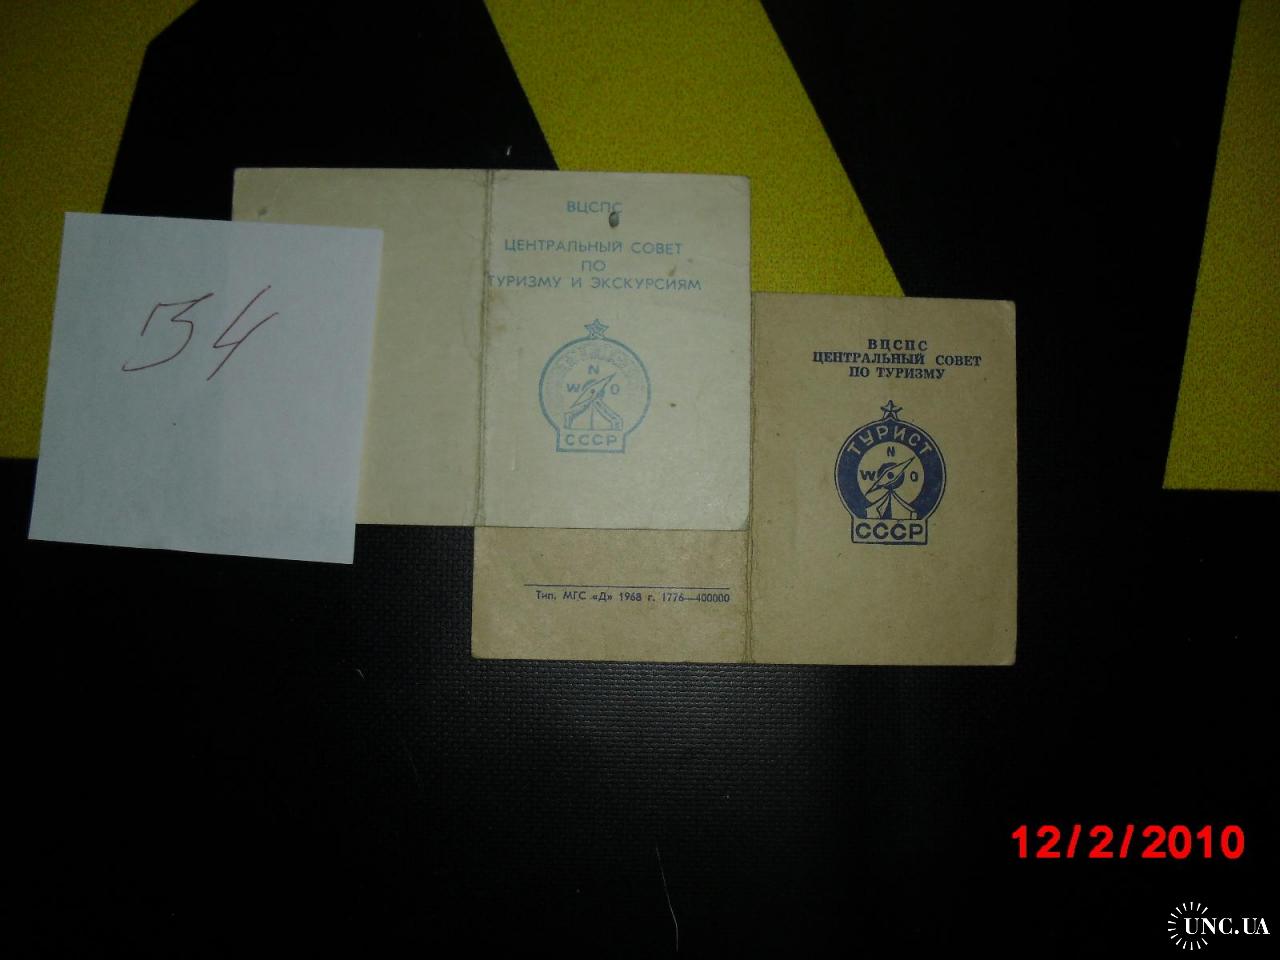 34
ВЦСПС
ЦЕНТРАЛЬНЫЙ СОВЕТ
ПО
ТУРИЗМУ И ЭКСКУРСИЯМ
N
W O
СССР
ВЦСПС
ЦЕНТРАЛЬНЫЙ СОВЕТ
ПО ТУРИЗМУ
ТУРИСТ
N
W O
СССР
Тип. МГС «Д» 1968 г. 1776—400000
12/2/2010
UNC.UA